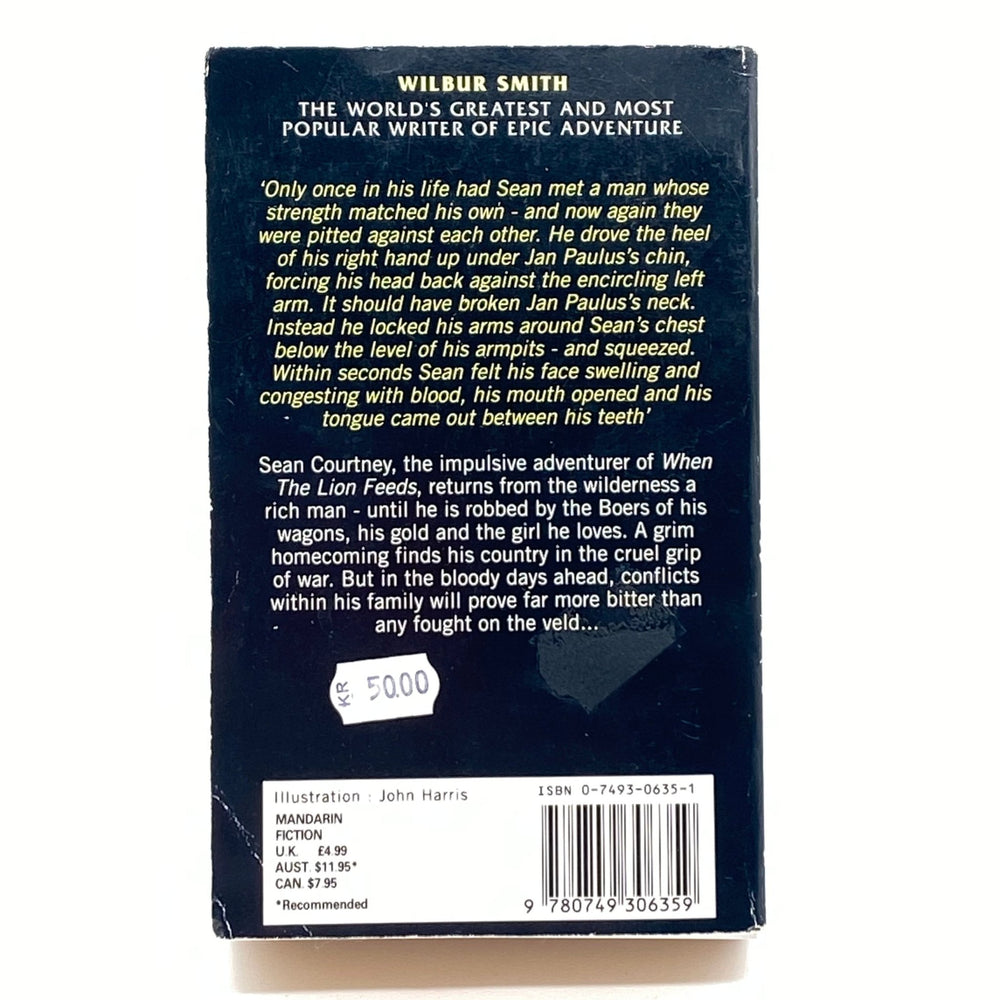 WILBUR SMITH
THE WORLD'S GREATEST AND MOST
POPULAR WRITER OF EPIC ADVENTURE
'Only once in his life had Sean met a man whose
strength matched his own - and now again they
were pitted against each other. He drove the heel
of his right hand up under Jan Paulus's chin,
forcing his head back against the encircling left
arm. It should have broken Jan Paulus's neck.
Instead he locked his arms around Sean's chest
below the level of his armpits - and squeezed.
Within seconds Sean felt his face swelling and
congesting with blood, his mouth opened and his
tongue came out between his teeth'
Sean Courtney, the impulsive adventurer of When
The Lion Feeds, returns from the wilderness a
rich man - until he is robbed by the Boers of his
wagons, his gold and the girl he loves. A grim
homecoming finds his country in the cruel grip
of war. But in the bloody days ahead, conflicts
within his family will prove far more bitter than
any fought on the veld...
KR 50.00
Illustration : John Harris
MANDARIN
FICTION
U.K. £4.99
AUST. $11.95*
CAN. $7.95
*Recommended
ISBN 0-7493-0635-1
9 780749 306359